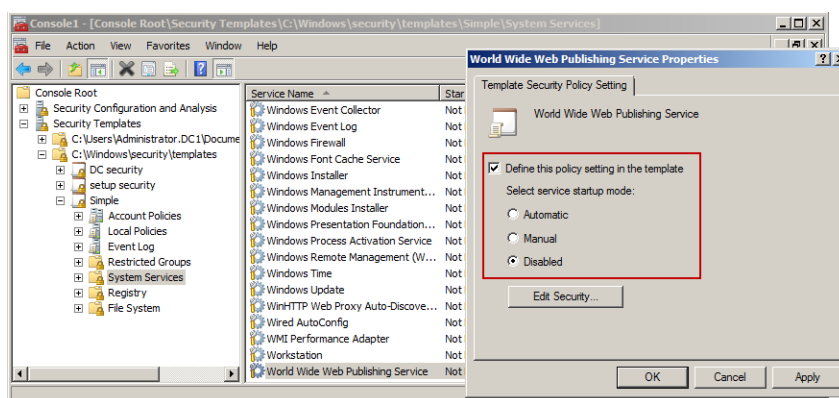 Console1 - [Console Root\Security Templates\C:\Windows\security\templates\Simple\System Services]
File Action View Favorites Window Help
Console Root
Security Configuration and Analysis
Security Templates
C:\Users\Administrator.DC1\Docume
C:\Windows\security\templates
DC security
setup security
Simple
Account Policies
Local Policies
Event Log
Restricted Groups
System Services
Registry
File System
Service Name Star
Windows Event Collector Not
Windows Event Log Not
Windows Firewall Not
Windows Font Cache Service Not
Windows Installer Not
Windows Management Instrument... Not
Windows Modules Installer Not
Windows Presentation Foundation... Not
Windows Process Activation Service Not
Windows Remote Management (W... Not
Windows Time Not
Windows Update Not
WinHTTP Web Proxy Auto-Discove... Not
Wired AutoConfig Not
WMI Performance Adapter Not
Workstation Not
World Wide Web Publishing Service Not
World Wide Web Publishing Service Properties
Template Security Policy Setting
World Wide Web Publishing Service
Define this policy setting in the template
Select service startup mode:
Automatic
Manual
Disabled
Edit Security...
OK Cancel Apply